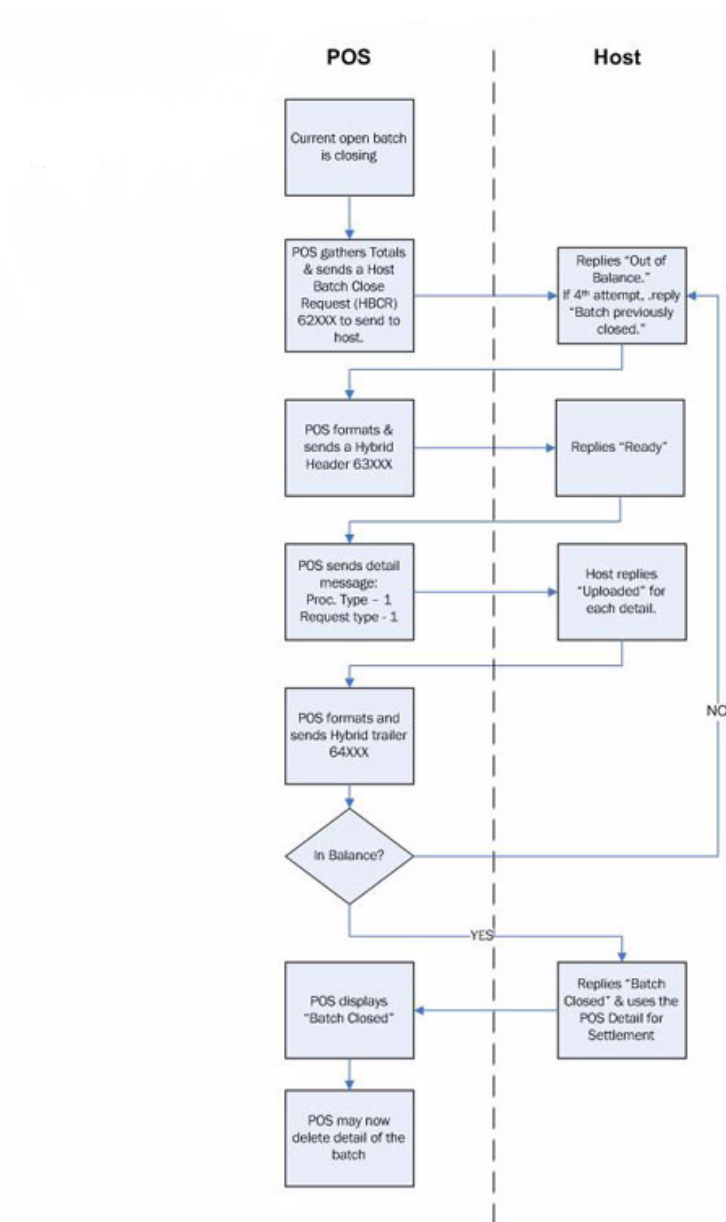 POS
Host
Current open batch
is closing
POS gathers Totals
& sends a Host
Batch Close
Request (HBCR)
62XXX to send to
host.
Replies “Out of
Balance.”
If 4th attempt, .reply
“Batch previously
closed.”
POS formats &
sends a Hybrid
Header 63XXX
Replies “Ready”
POS sends detail
message:
Proc. Type – 1
Request type - 1
Host replies
“Uploaded” for
each detail.
POS formats and
sends Hybrid trailer
64XXX
NO
In Balance?
YES
POS displays
“Batch Closed”
Replies “Batch
Closed” & uses the
POS Detail for
Settlement
POS may now
delete detail of the
batch